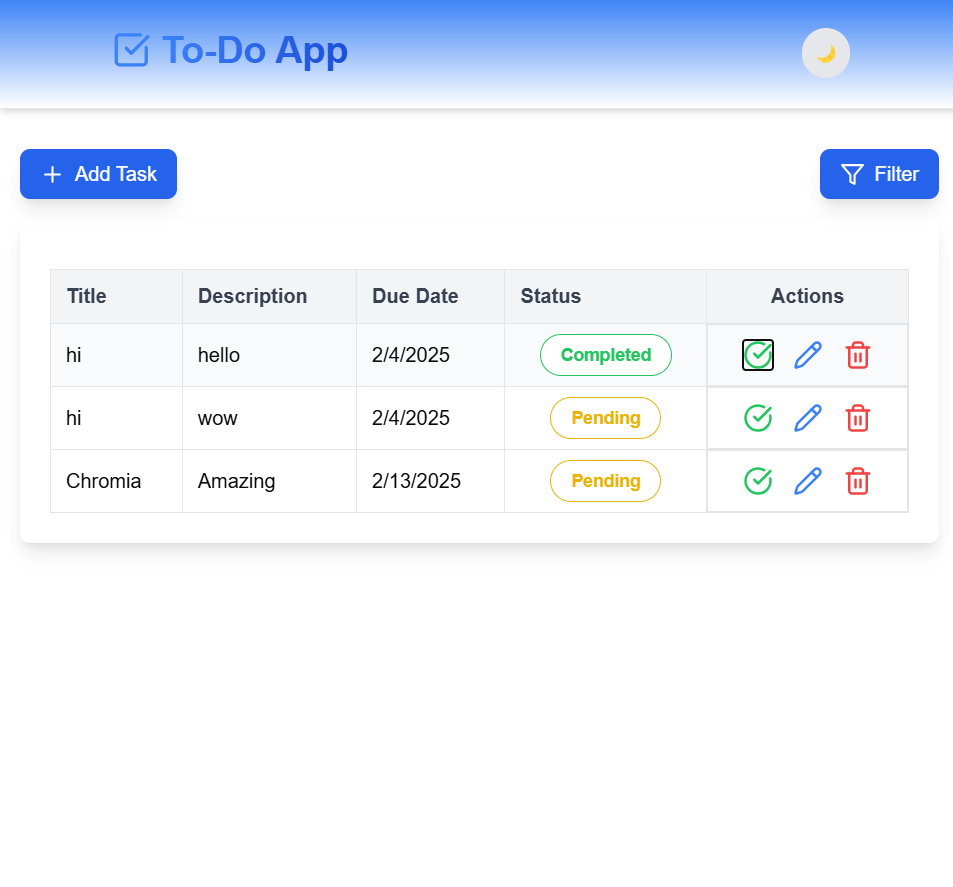 To-Do App
Add Task
Filter
Title Description Due Date Status Actions
hi hello 2/4/2025 Completed
hi wow 2/4/2025 Pending
Chromia Amazing 2/13/2025 Pending